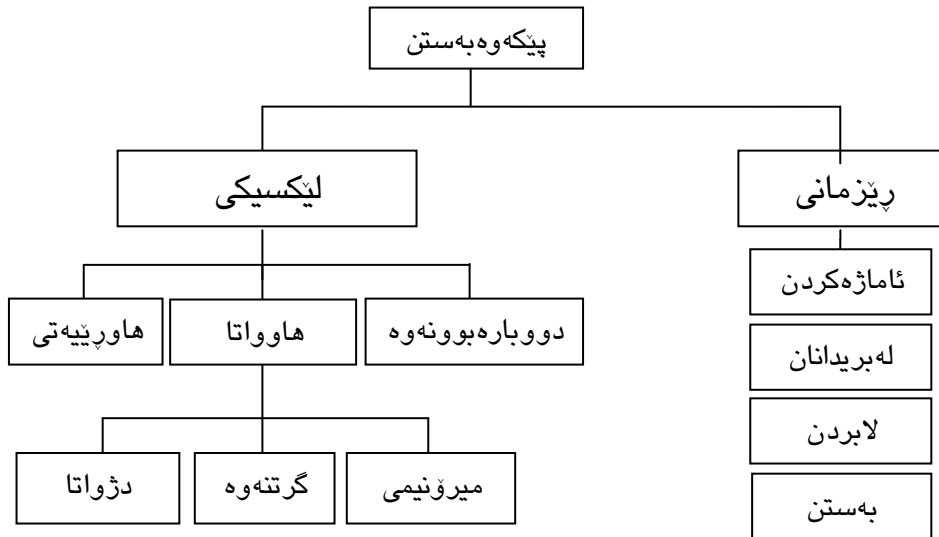 پێکەوەبەستن
ڕێزمانی
لێکسیکی
ئاماژەکردن
دووبارەبوونەوە
هاوواتا
هاوڕێیەتی
لەبریدانان
لابردن
میرۆنیمی
گرتنەوە
دژواتا
بەستن